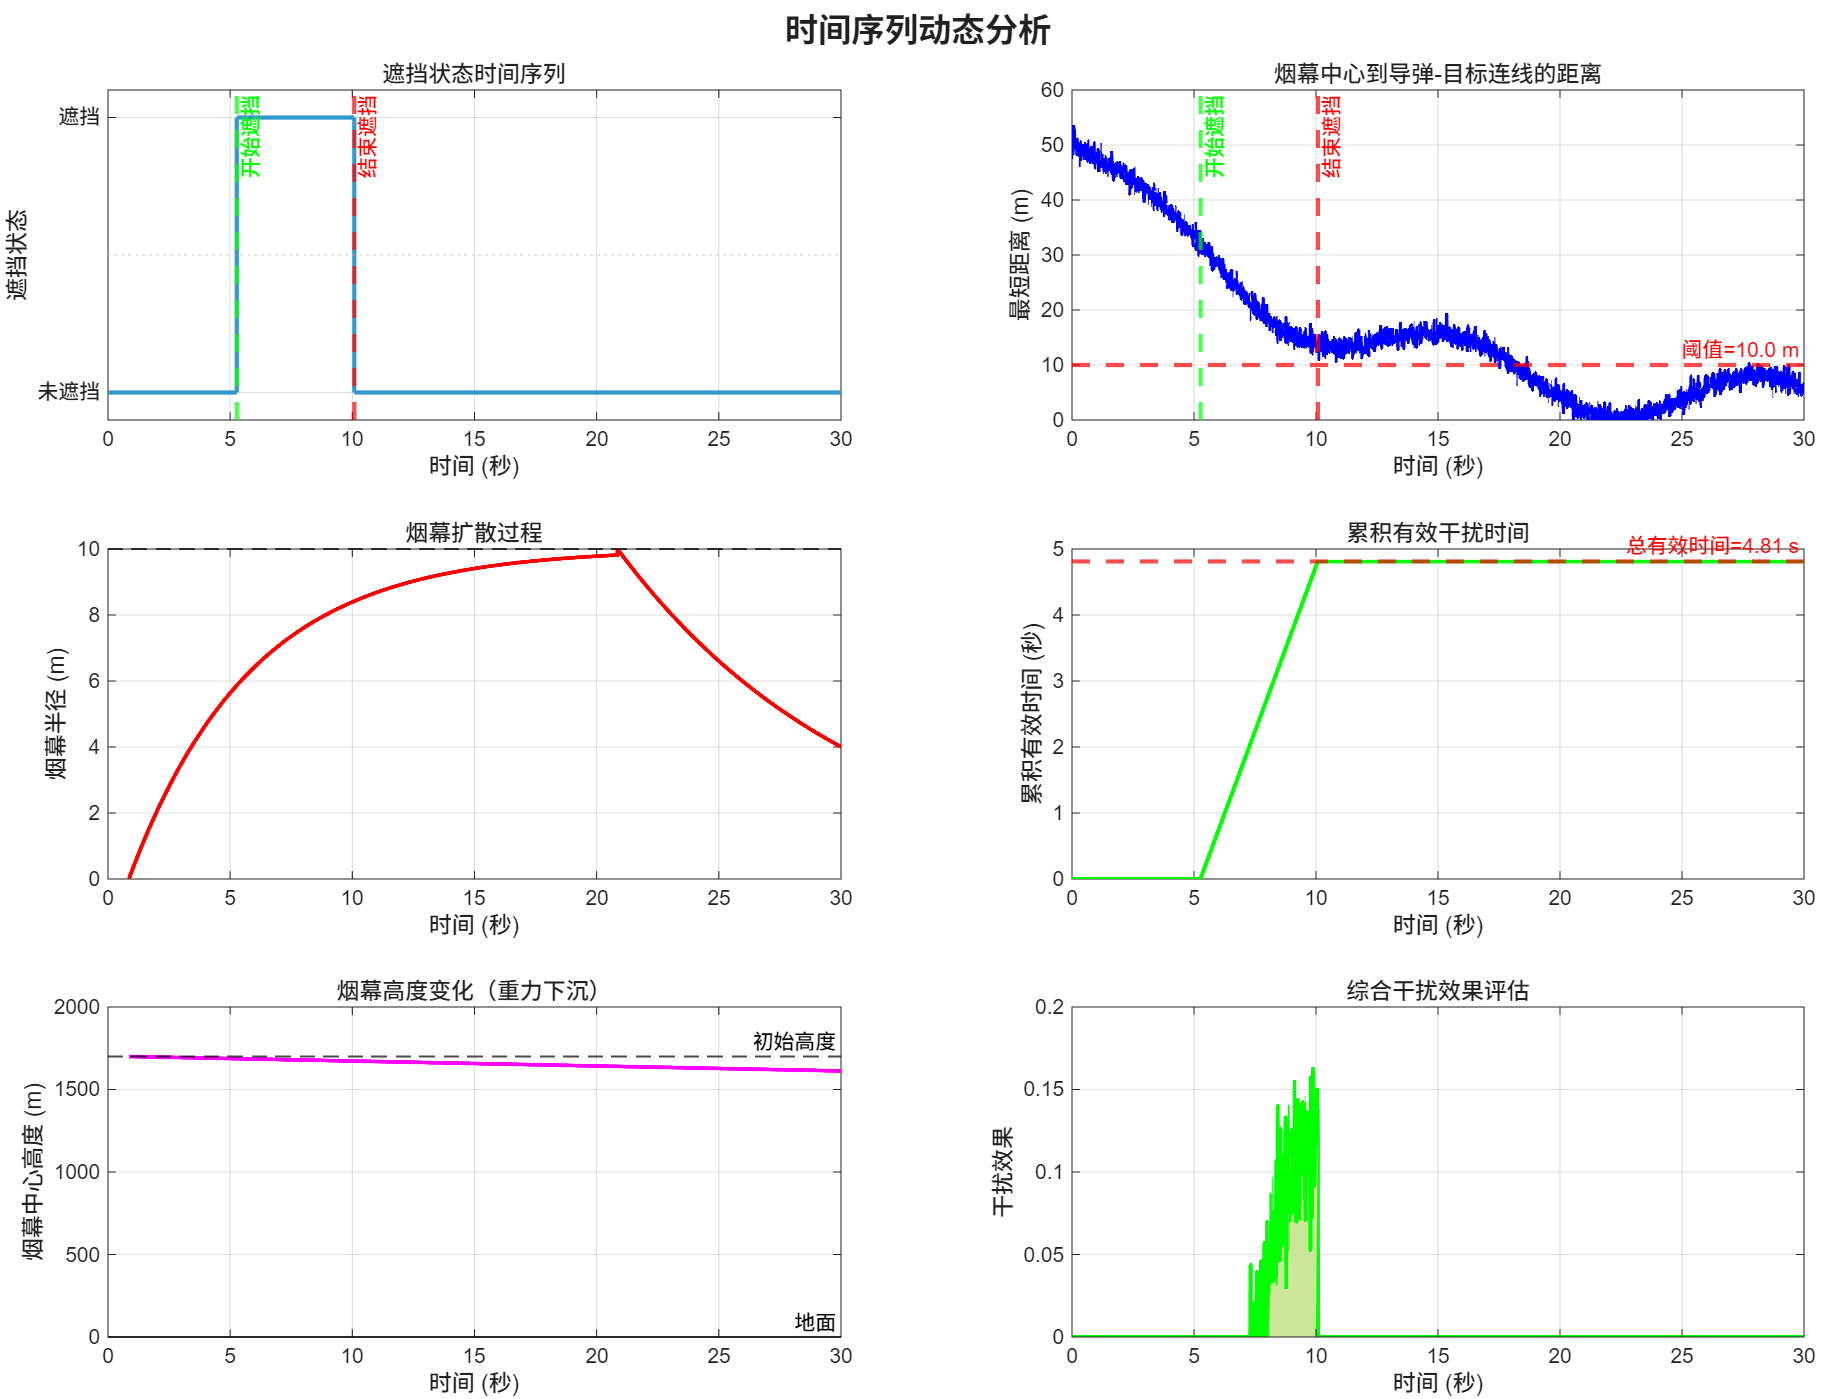 时间序列动态分析
遮挡状态时间序列
遮挡
未遮挡
遮挡状态
开始遮挡
结束遮挡
0 5 10 15 20 25 30
时间 (秒)
烟幕中心到导弹-目标连线的距离
60
50
40
30
20
10
0
最短距离 (m)
开始遮挡
结束遮挡
阈值=10.0 m
0 5 10 15 20 25 30
时间 (秒)
烟幕扩散过程
10
8
6
4
2
0
烟幕半径 (m)
0 5 10 15 20 25 30
时间 (秒)
累积有效干扰时间
总有效时间=4.81 s
5
4
3
2
1
0
累积有效时间 (秒)
0 5 10 15 20 25 30
时间 (秒)
烟幕高度变化（重力下沉）
2000
1500
1000
500
0
烟幕中心高度 (m)
初始高度
地面
0 5 10 15 20 25 30
时间 (秒)
综合干扰效果评估
0.2
0.15
0.1
0.05
0
干扰效果
0 5 10 15 20 25 30
时间 (秒)